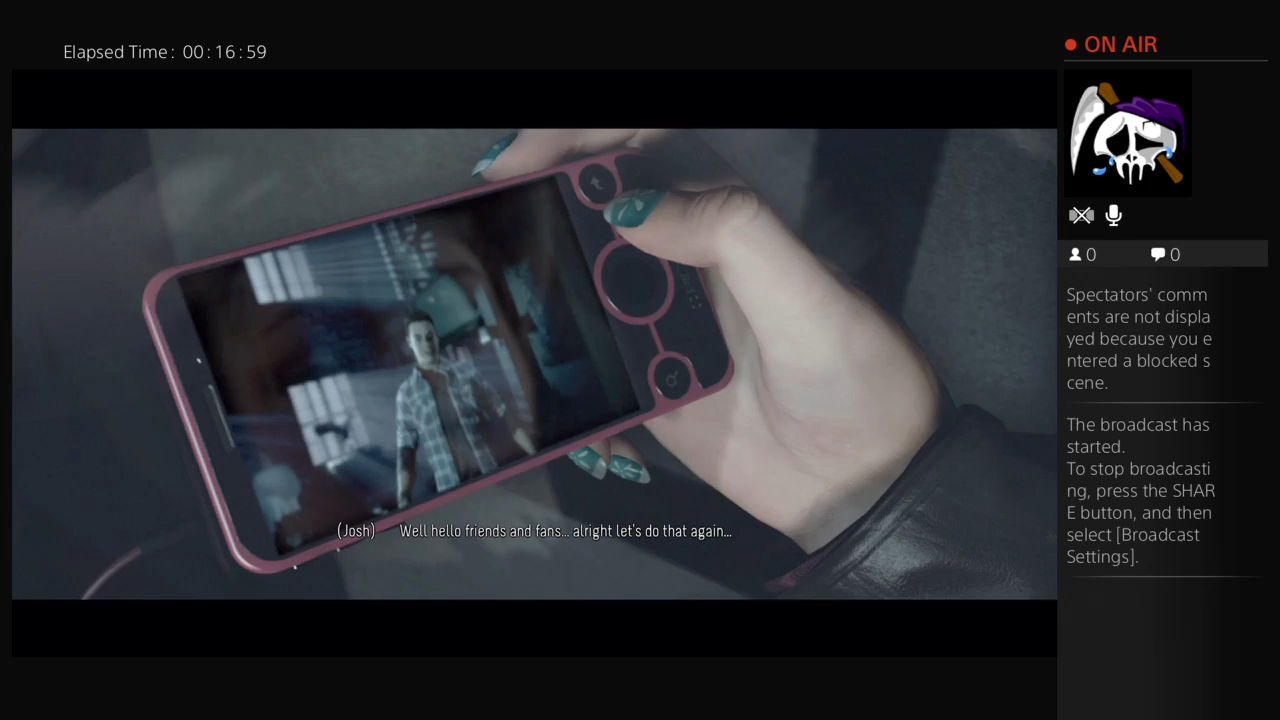 Elapsed Time: 00:16:59
ON AIR
0
0
Spectators' comm
ents are not displa
yed because you e
ntered a blocked s
cene.
The broadcast has
started.
To stop broadcasti
ng, press the SHAR
E button, and then
select [Broadcast
Settings].
(Josh) Well hello friends and fans... alright let's do that again...